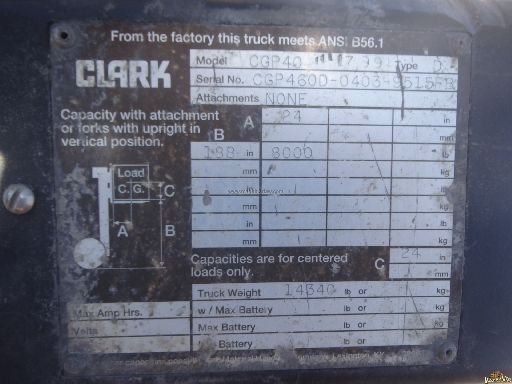 From the factory this truck meets ANSI B56.1
CLARK
Model CGP40 Type D
Serial No. CGP4600-0403-9515FB
Attachments NONE
Capacity with attachment
or forks with upright in
vertical position.
A 24 in
mm
B
188 in 8000 lb
mm kg
in lb
mm kg
in lb
mm kg
Load
C. G.
C
A B
Capacities are for centered
loads only.
C 24 in
mm
Truck Weight 14340 lb or kg
Max Amp Hrs. w / Max Battery lb or kg
Volts Max Battery lb or kg
Battery lb or kg